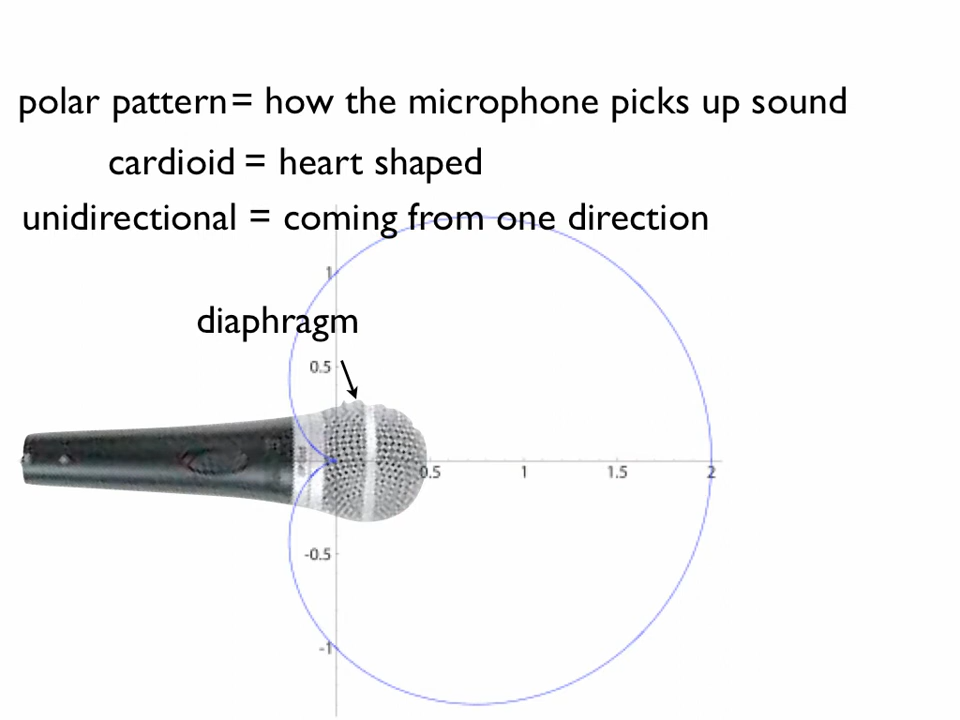 polar pattern = how the microphone picks up sound
cardioid = heart shaped
unidirectional = coming from one direction
1
diaphragm
0.5
0.5 1 1.5 2
-0.5
-1